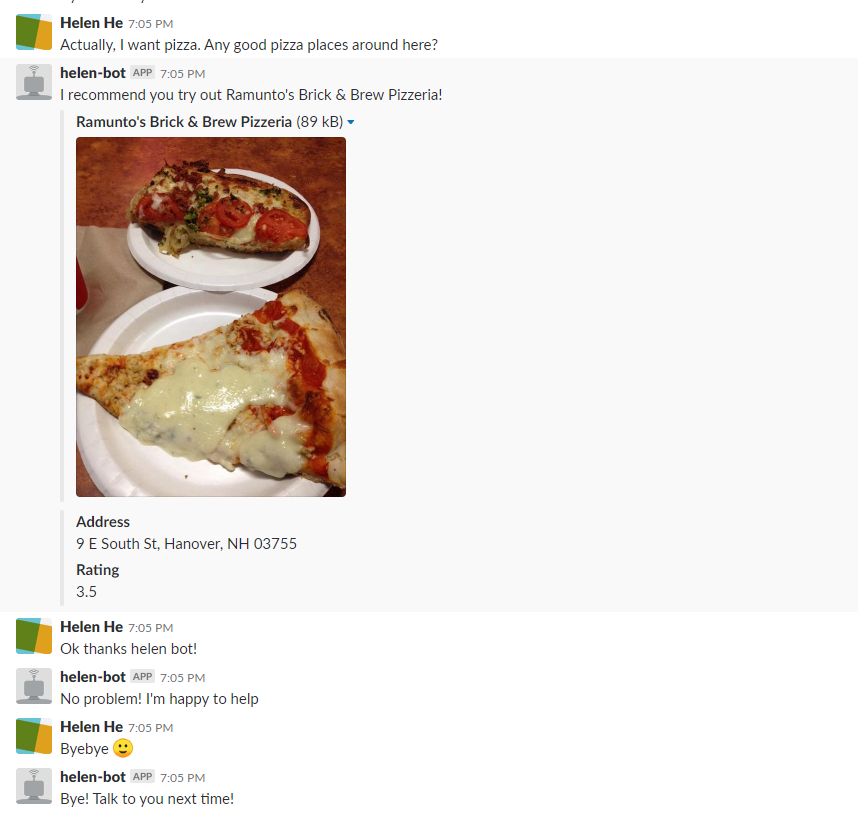 Helen He 7:05 PM
Actually, I want pizza. Any good pizza places around here?
helen-bot APP 7:05 PM
I recommend you try out Ramunto's Brick & Brew Pizzeria!
Ramunto's Brick & Brew Pizzeria (89 kB)
Address
9 E South St, Hanover, NH 03755
Rating
3.5
Helen He 7:05 PM
Ok thanks helen bot!
helen-bot APP 7:05 PM
No problem! I'm happy to help
Helen He 7:05 PM
Byebye 🙂
helen-bot APP 7:05 PM
Bye! Talk to you next time!